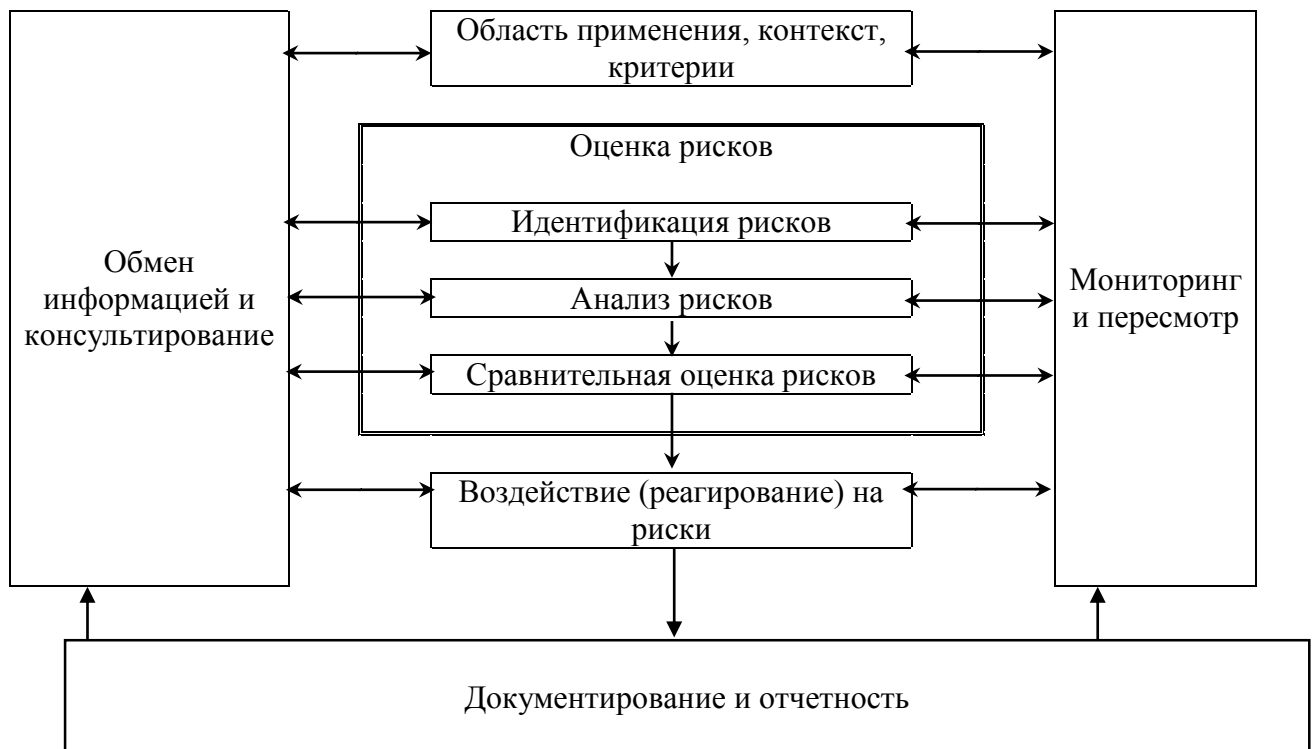 Область применения, контекст,
критерии
Оценка рисков
Идентификация рисков
Анализ рисков
Сравнительная оценка рисков
Воздействие (реагирование) на
риски
Обмен
информацией и
консультирование
Мониторинг
и пересмотр
Документирование и отчетность